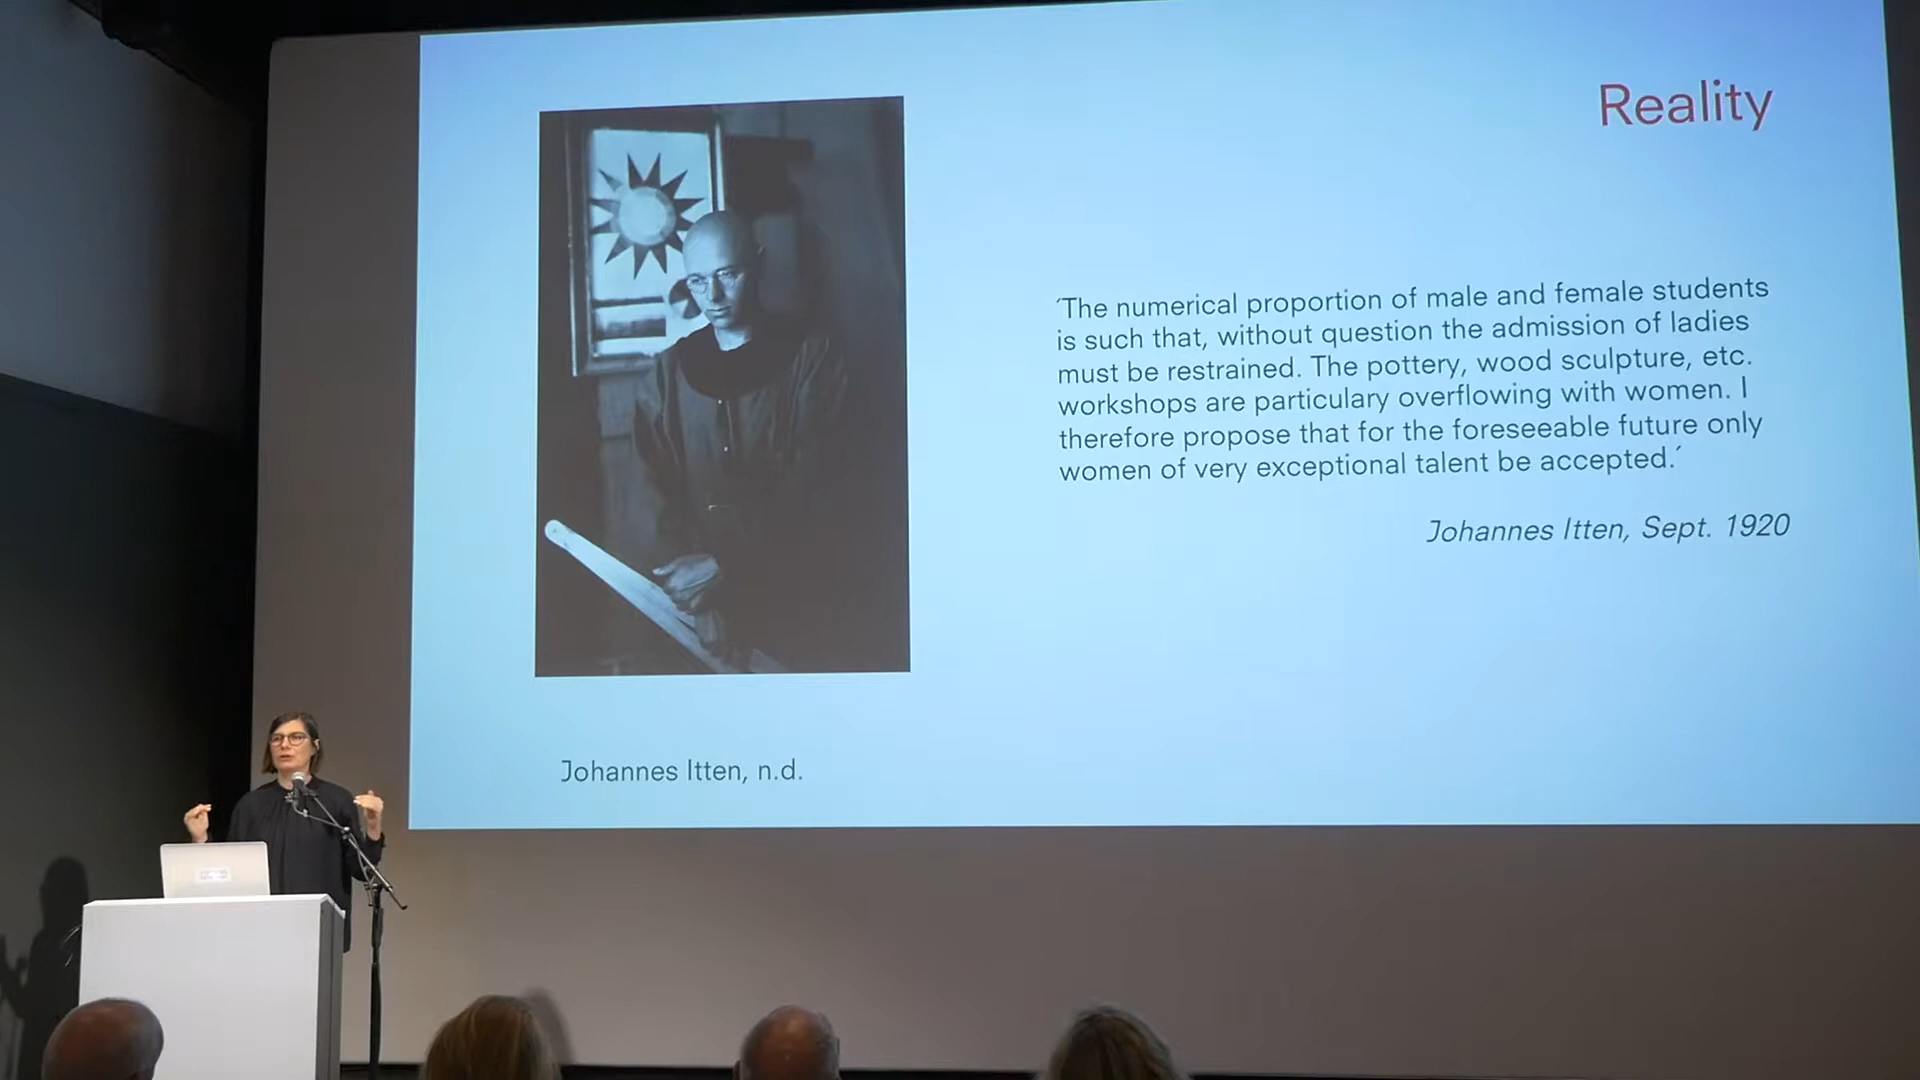 Reality
´The numerical proportion of male and female students
is such that, without question the admission of ladies
must be restrained. The pottery, wood sculpture, etc.
workshops are particulary overflowing with women. I
therefore propose that for the foreseeable future only
women of very exceptional talent be accepted.´
Johannes Itten, Sept. 1920
Johannes Itten, n.d.